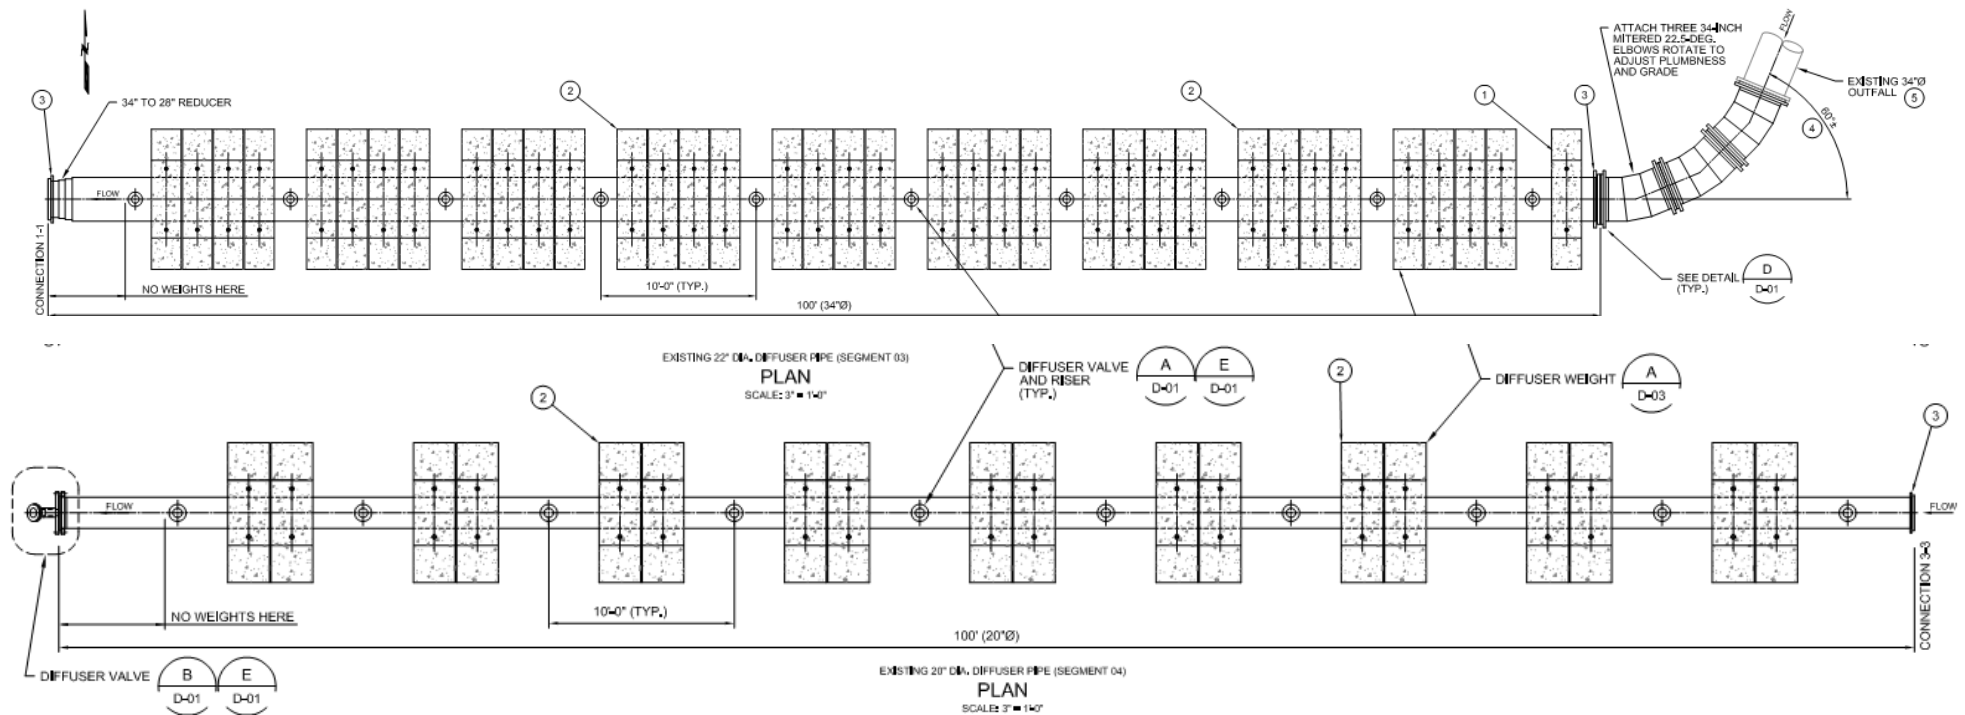 N
ATTACH THREE 34-INCH
MITERED 22.5-DEG.
ELBOWS ROTATE TO
ADJUST PLUMBNESS
AND GRADE
FLOW
EXISTING 34"Ø
OUTFALL 5
3
34" TO 28" REDUCER
2
2
1
3
60°±
4
FLOW
CONNECTION 1-1
NO WEIGHTS HERE
10'-0" (TYP.)
100' (34"Ø)
SEE DETAIL
(TYP.)
D
D-01
EXISTING 22" DIA. DIFFUSER PIPE (SEGMENT 03)
PLAN
SCALE: 3" = 1'-0"
DIFFUSER VALVE
AND RISER
(TYP.)
A
D-01
E
D-01
2
DIFFUSER WEIGHT
A
D-03
2
3
FLOW
FLOW
CONNECTION 3-3
NO WEIGHTS HERE
10'-0" (TYP.)
100' (20"Ø)
DIFFUSER VALVE
B
D-01
E
D-01
EXISTING 20" DIA. DIFFUSER PIPE (SEGMENT 04)
PLAN
SCALE: 3" = 1'-0"